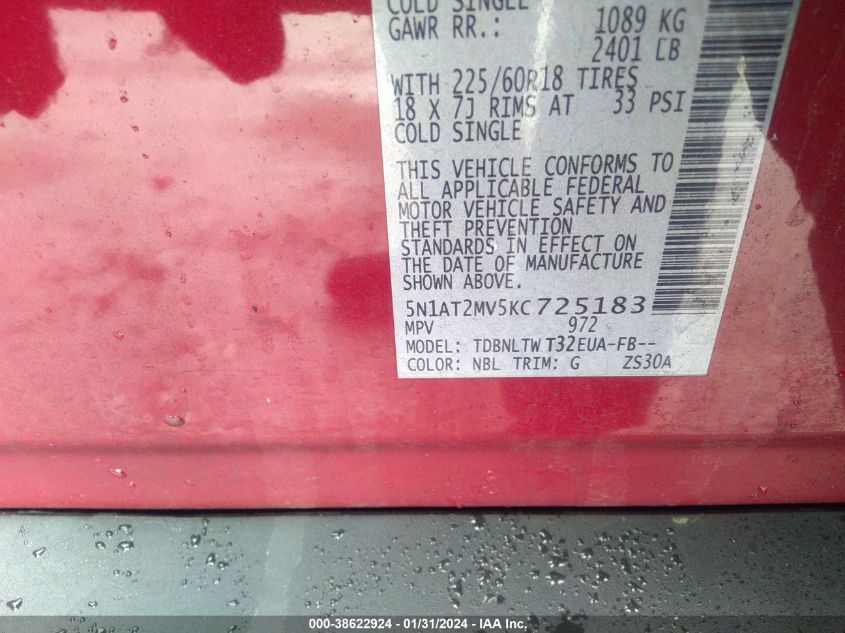 COLD SINGLE
GAWR RR.: 1089 KG
2401 LB
WITH 225/60R18 TIRES
18 X 7J RIMS AT 33 PSI
COLD SINGLE
THIS VEHICLE CONFORMS TO
ALL APPLICABLE FEDERAL
MOTOR VEHICLE SAFETY AND
THEFT PREVENTION
STANDARDS IN EFFECT ON
THE DATE OF MANUFACTURE
SHOWN ABOVE.
5N1AT2MV5KC725183
MPV 972
MODEL: TDBNLTW T32EUA-FB--
COLOR: NBL TRIM: G ZS30A
000-38622924 - 01/31/2024 - IAA Inc.